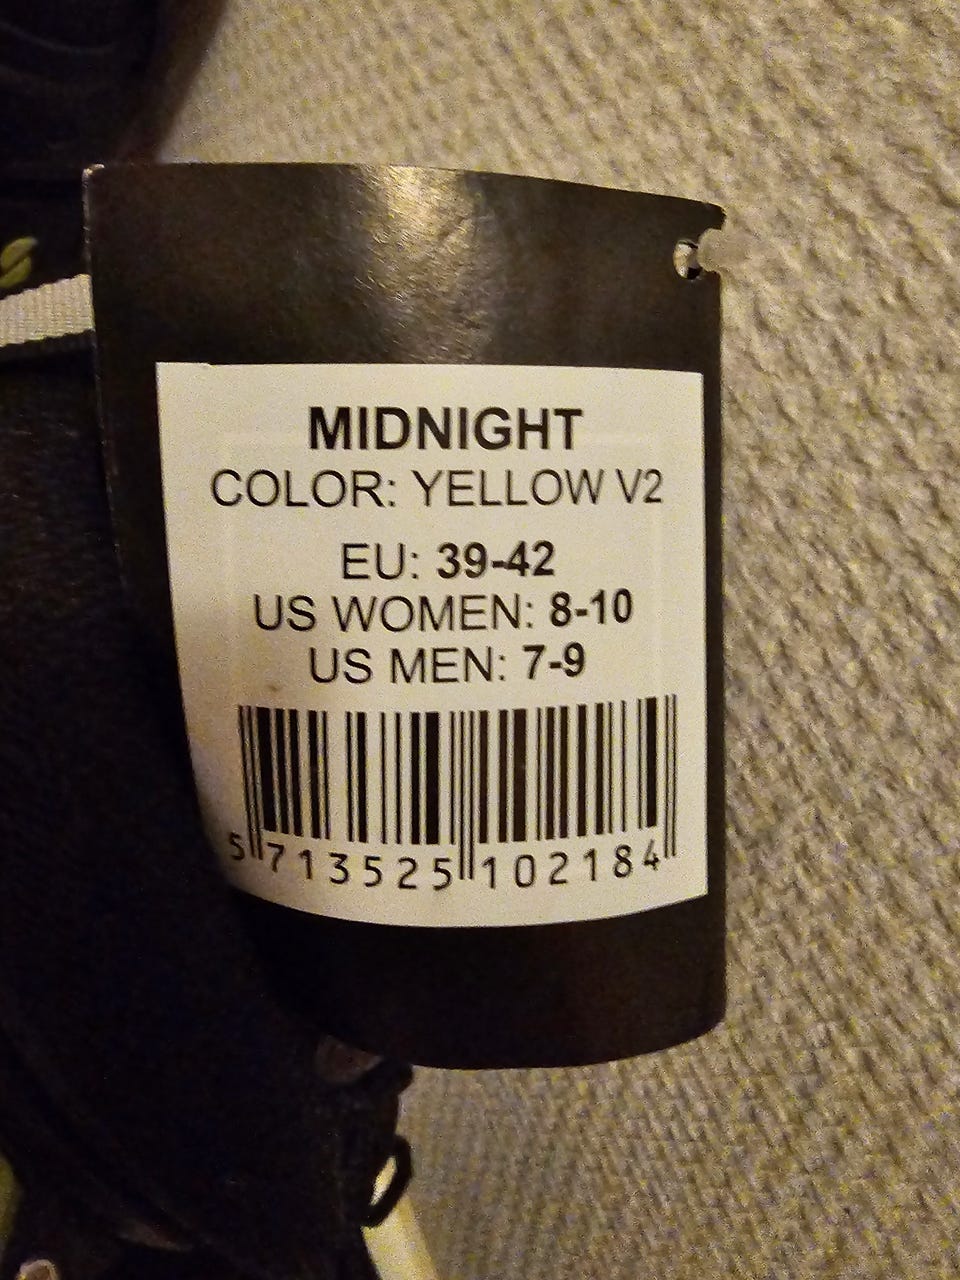 MIDNIGHT
COLOR: YELLOW V2
EU: 39-42
US WOMEN: 8-10
US MEN: 7-9
5 713525 102184